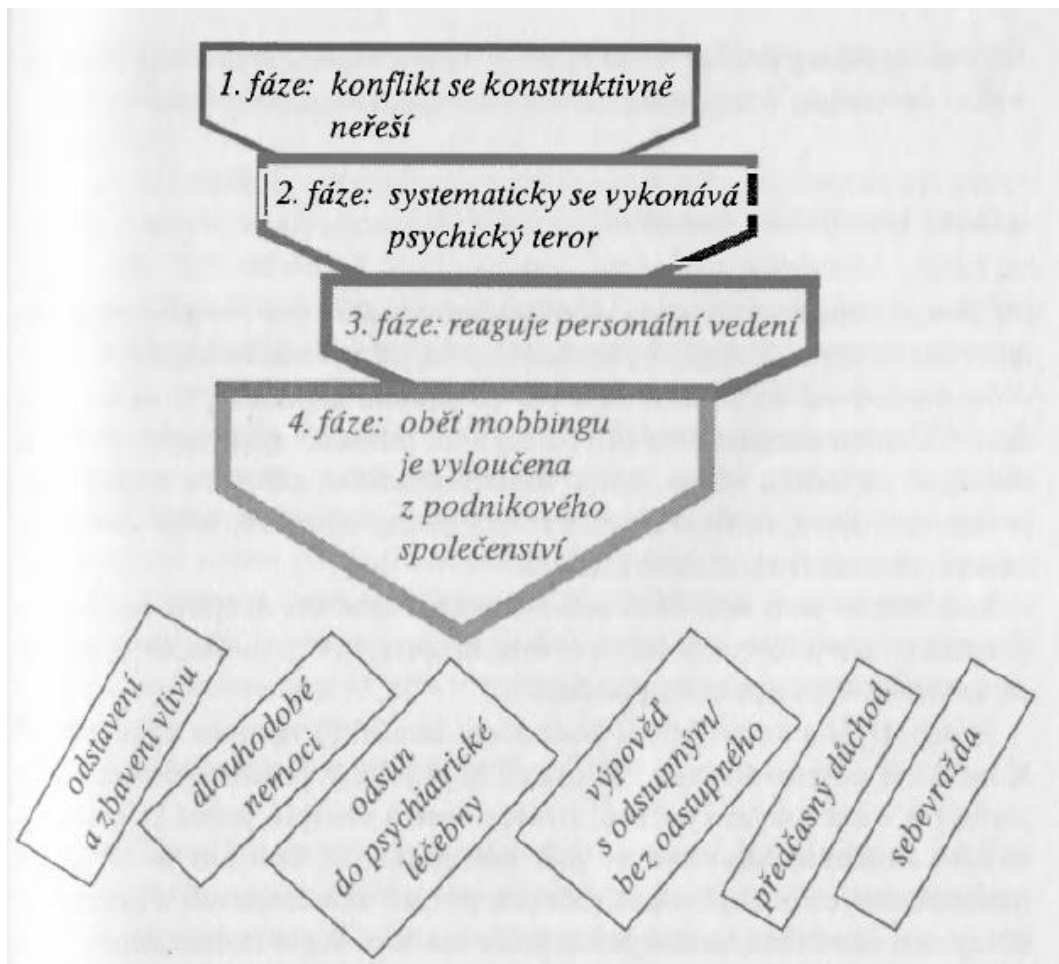 1. fáze: konflikt se konstruktivně
neřeší
2. fáze: systematicky se vykonává
psychický teror
3. fáze: reaguje personální vedení
4. fáze: oběť mobbingu
je vyloučena
z podnikového
společenství
odstavení
a zbavení vlivu
dlouhodobé
nemoci
odsun
do psychiatrické
léčebny
výpověď
s odstupným/
bez odstupného
předčasný důchod
sebevražda